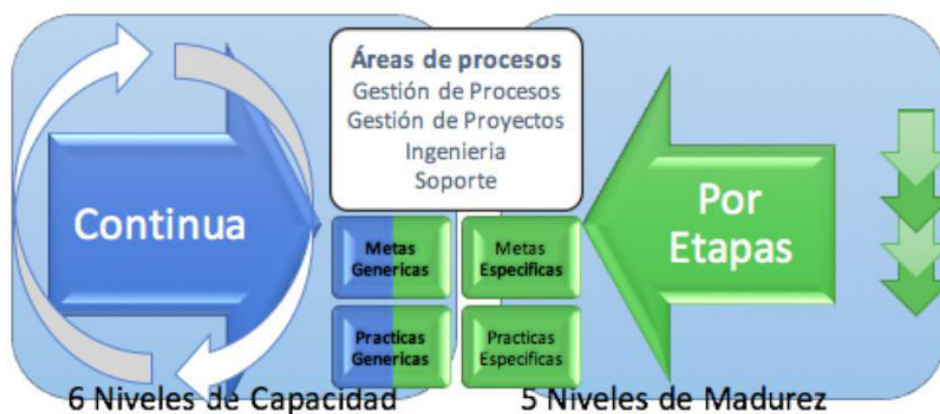 Continua
Áreas de procesos
Gestión de Procesos
Gestión de Proyectos
Ingenieria
Soporte
Metas
Genericas
Metas
Especificas
Practicas
Genericas
Practicas
Especificas
Por
Etapas
6 Niveles de Capacidad
5 Niveles de Madurez